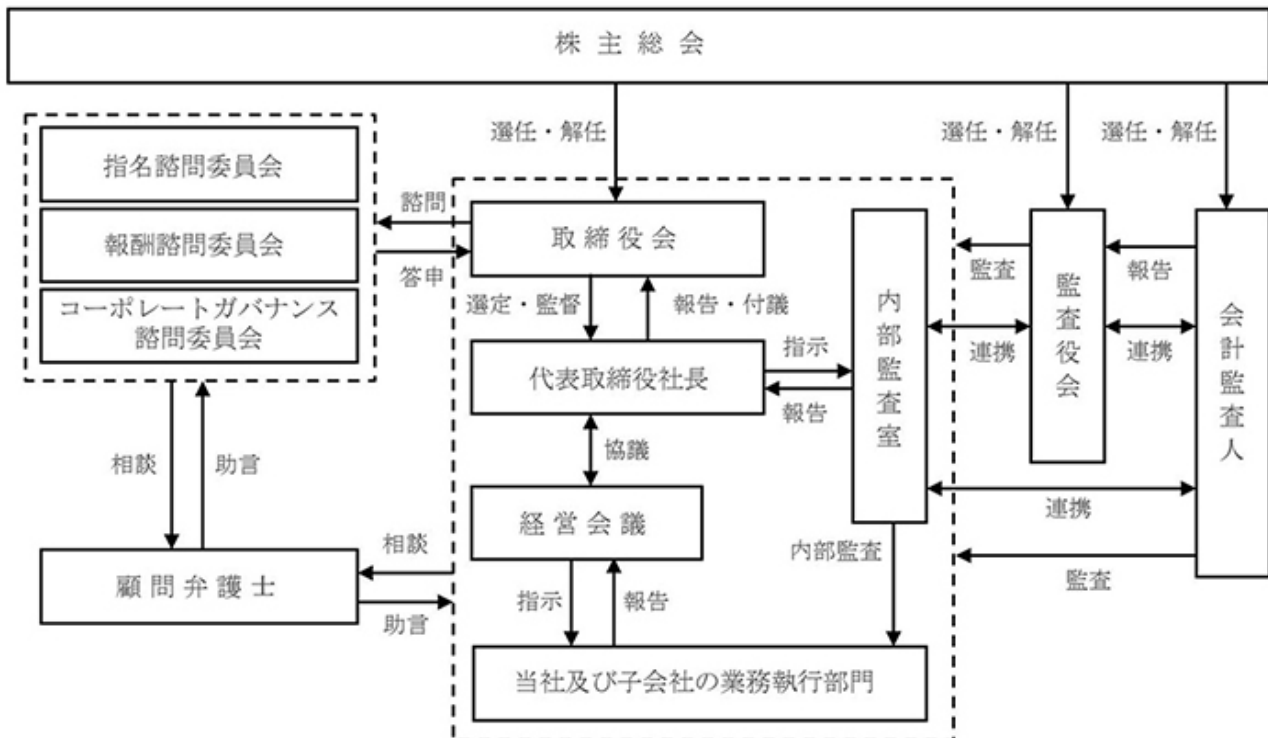 株主総会
選任・解任
選任・解任
選任・解任
指名諮問委員会
報酬諮問委員会
コーポレートガバナンス
諮問委員会
諮問
答申
取締役会
選定・監督
報告・付議
代表取締役社長
指示
報告
協議
経営会議
指示
報告
当社及び子会社の業務執行部門
内部監査室
内部監査
監査
連携
監査役会
報告
連携
会計監査人
連携
監査
相談
助言
顧問弁護士
相談
助言